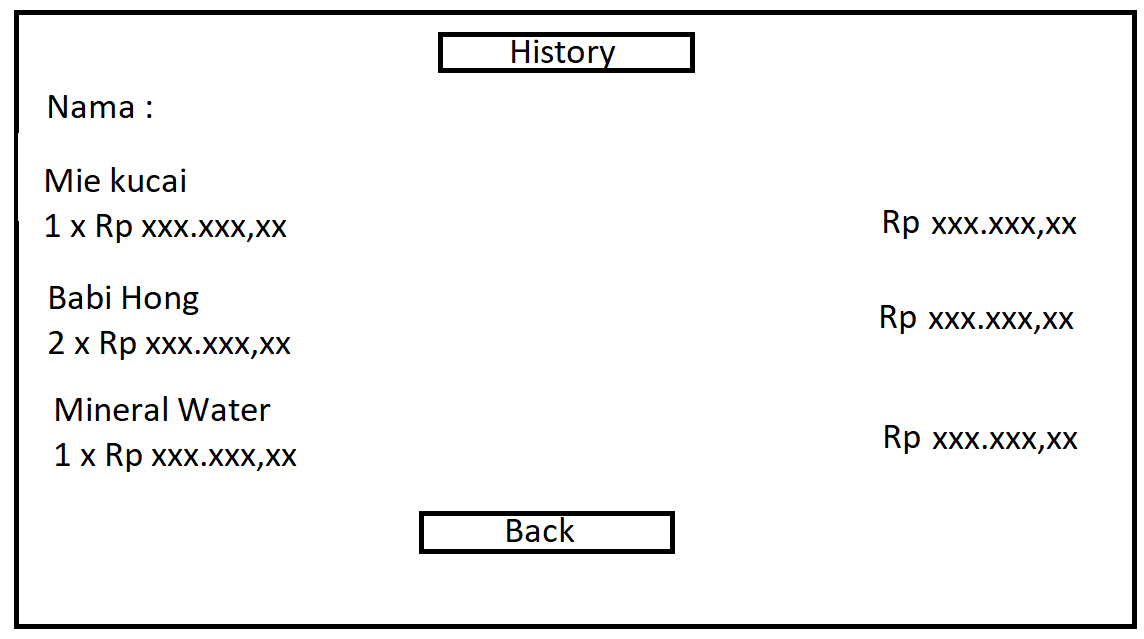 History
Nama :
Mie kucai
1 x Rp xxx.xxx,xx Rp xxx.xxx,xx
Babi Hong
2 x Rp xxx.xxx,xx Rp xxx.xxx,xx
Mineral Water
1 x Rp xxx.xxx,xx Rp xxx.xxx,xx
Back